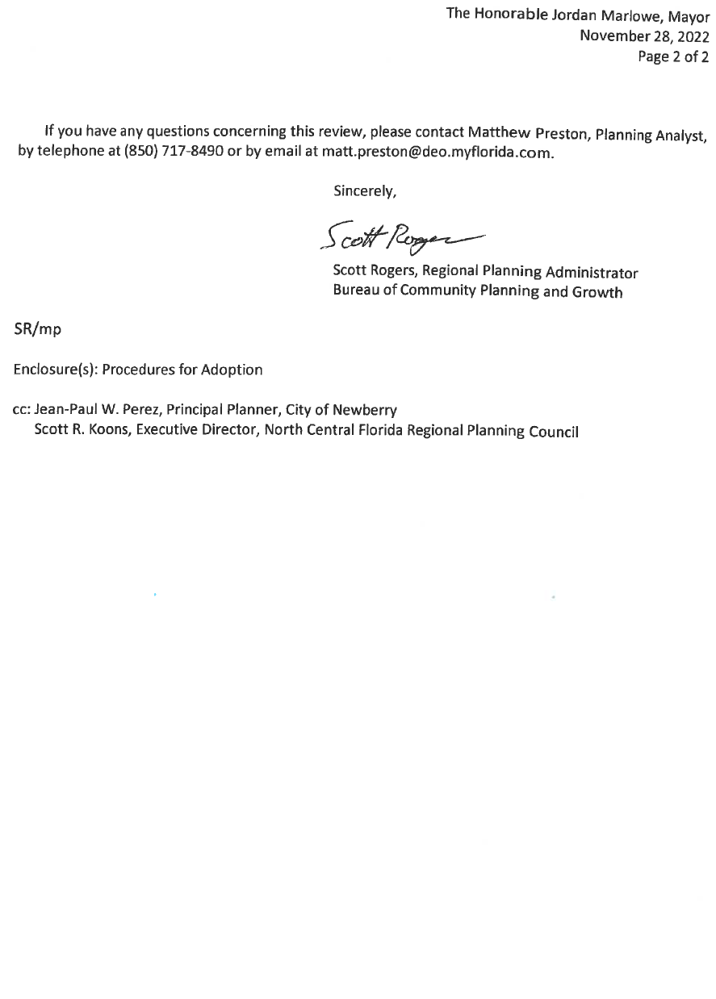 The Honorable Jordan Marlowe, Mayor
November 28, 2022
Page 2 of 2
If you have any questions concerning this review, please contact Matthew Preston, Planning Analyst,
by telephone at (850) 717-8490 or by email at matt.preston@deo.myflorida.com.
Sincerely,
Scott Rogers
Scott Rogers, Regional Planning Administrator
Bureau of Community Planning and Growth
SR/mp
Enclosure(s): Procedures for Adoption
cc: Jean-Paul W. Perez, Principal Planner, City of Newberry
Scott R. Koons, Executive Director, North Central Florida Regional Planning Council